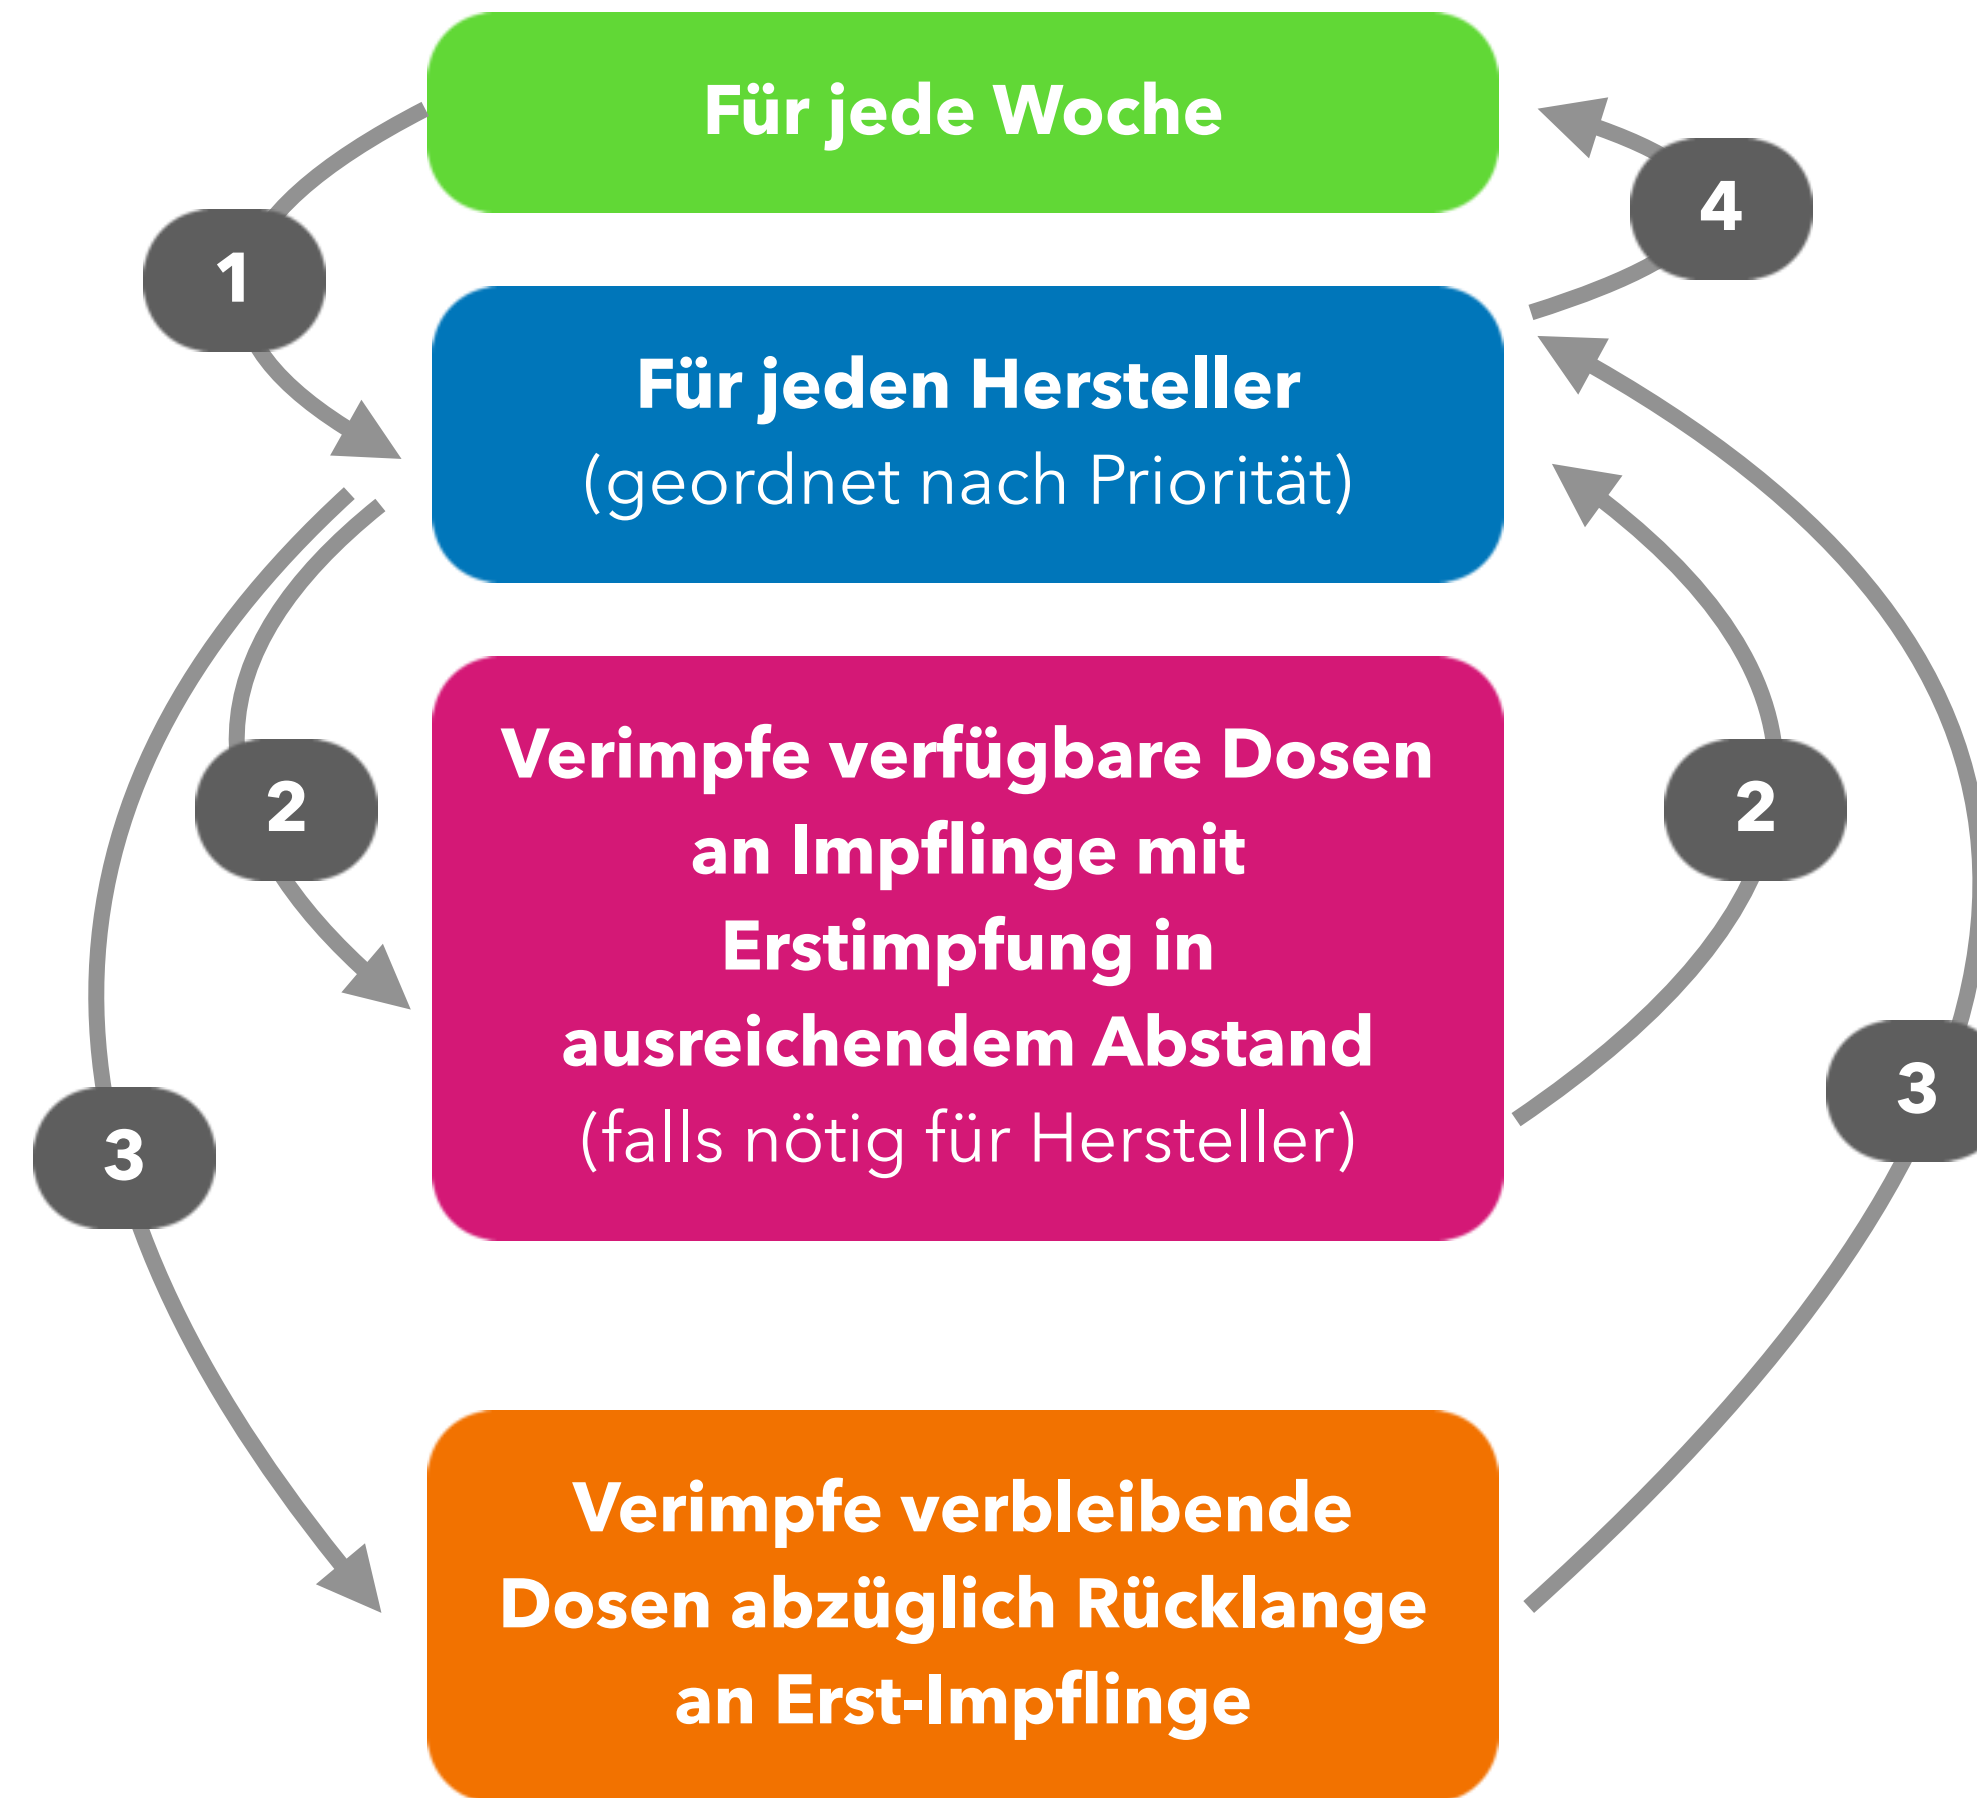 Für jede Woche
4
1
Für jeden Hersteller
(geordnet nach Priorität)
Verimpfe verfügbare Dosen
an Impflinge mit
Erstimpfung in
ausreichendem Abstand
(falls nötig für Hersteller)
2
2
3
3
Verimpfe verbleibende
Dosen abzüglich Rücklange
an Erst-Impflinge